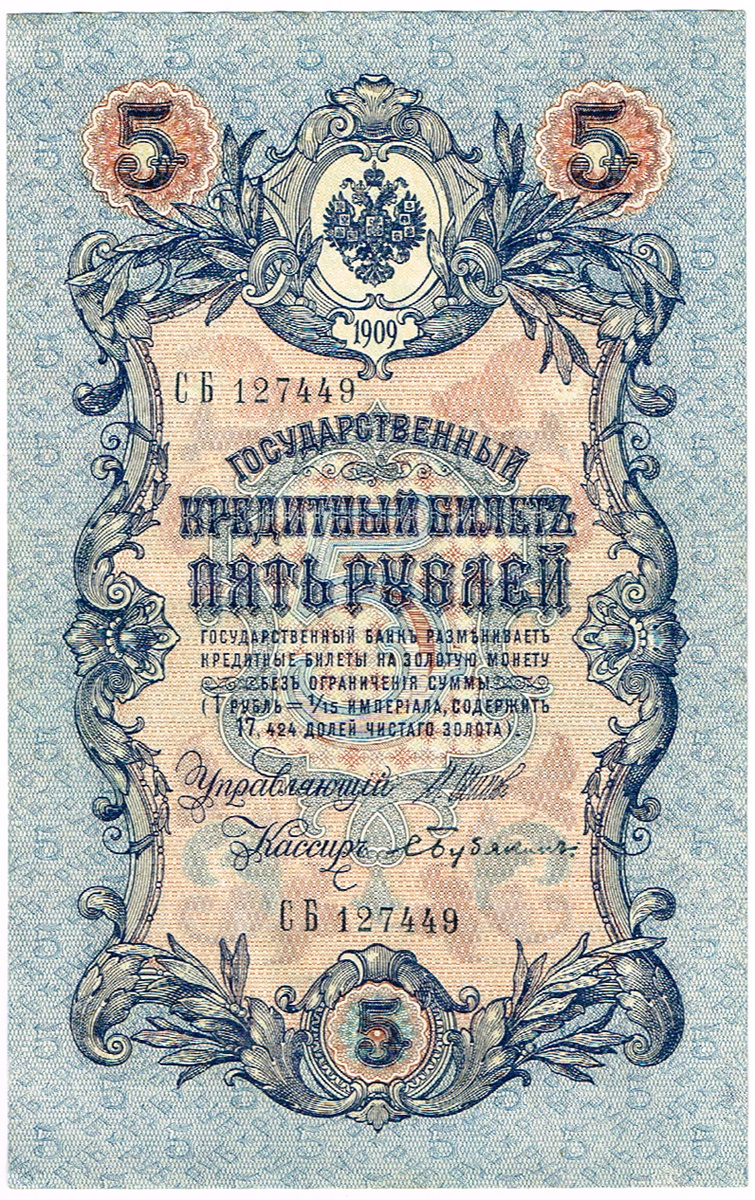 5 5
1909
СБ 127449
ГОСУДАРСТВЕННЫЙ
КРЕДИТНЫЙ БИЛЕТЪ
ПЯТЬ РУБЛЕЙ
ГОСУДАРСТВЕННЫЙ БАНКЪ РАЗМѢНИВАЕТЪ
КРЕДИТНЫЕ БИЛЕТЫ НА ЗОЛОТУЮ МОНЕТУ
БЕЗЪ ОГРАНИЧЕНІЯ СУММЫ
(1 РУБЛЬ = 1/15 ИМПЕРІАЛА, СОДЕРЖИТЪ
17,424 ДОЛЕЙ ЧИСТАГО ЗОЛОТА).
Управляющій
Кассиръ
СБ 127449
5